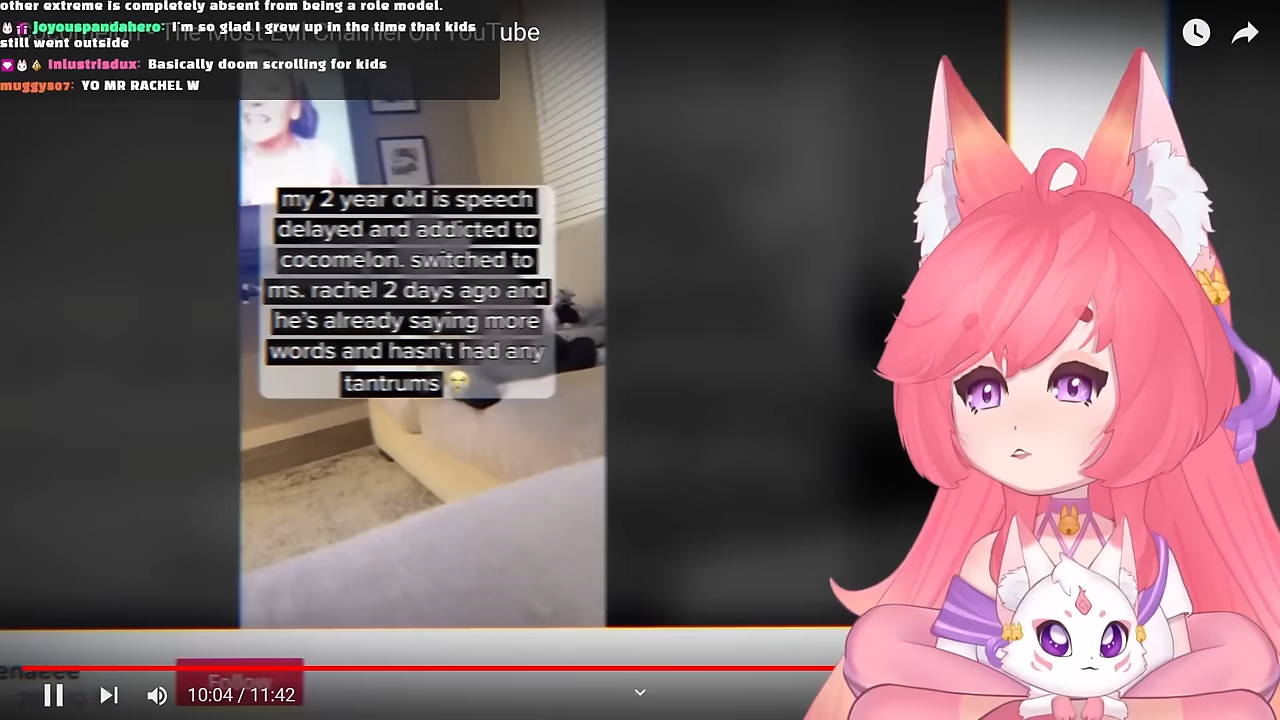 other extreme is completely absent from being a role model.
Joyouspandahero: I'm so glad I grew up in the time that kids
still went outside
The Most Evil Channel On YouTube
Inlustrisdux: Basically doom scrolling for kids
muggy807: YO MR RACHEL W
my 2 year old is speech
delayed and addicted to
cocomelon. switched to
ms. rachel 2 days ago and
he's already saying more
words and hasn't had any
tantrums 😭
Follow
10:04 / 11:42